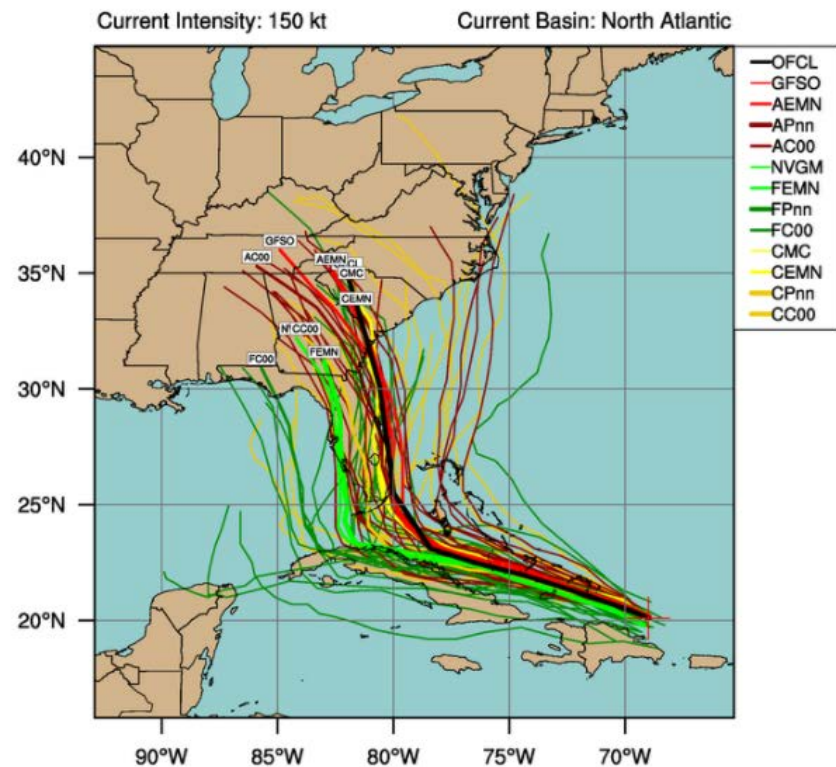 Current Intensity: 150 kt
Current Basin: North Atlantic
OFCL
GFSO
AEMN
APnn
AC00
NVGM
FEMN
FPnn
FC00
CMC
CEMN
CPnn
CC00
40°N
35°N
30°N
25°N
20°N
GFSO
AC00
AEMN
CMC
CEMN
CC00
FEMN
FC00
90°W
85°W
80°W
75°W
70°W